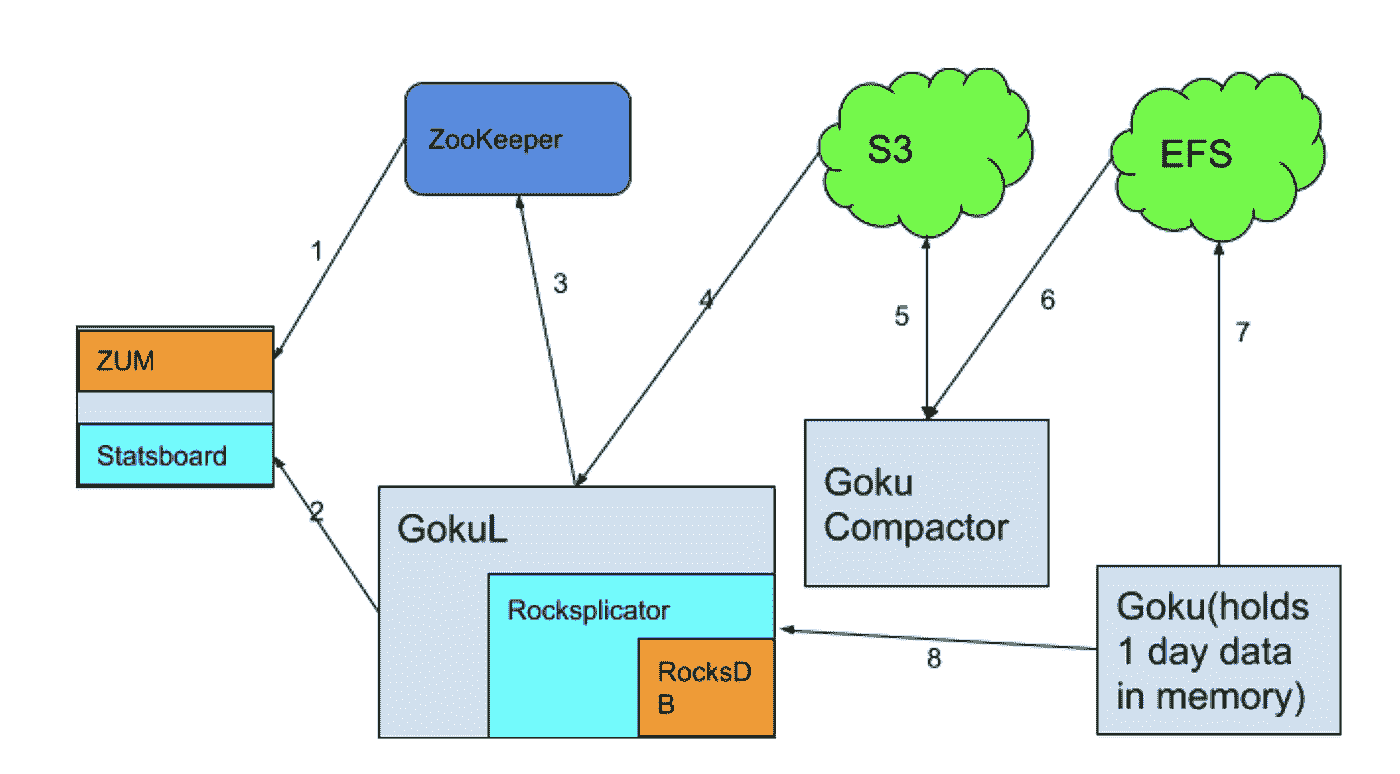 ZooKeeper
S3
EFS
1
3
4
5
6
7
ZUM
Statsboard
2
GokuL
Goku
Compactor
Rocksplicator
RocksD
B
8
Goku(holds
1 day data
in memory)